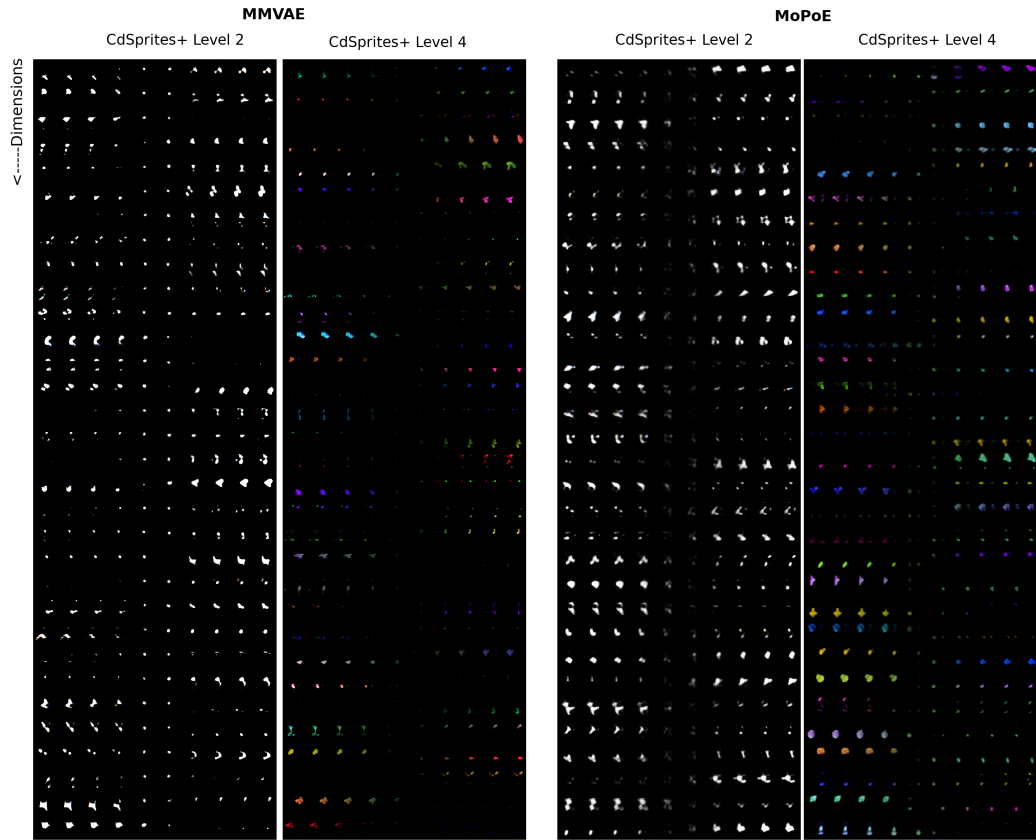 MMVAE
MoPoE
CdSprites+ Level 2
CdSprites+ Level 4
CdSprites+ Level 2
CdSprites+ Level 4
<-----Dimensions